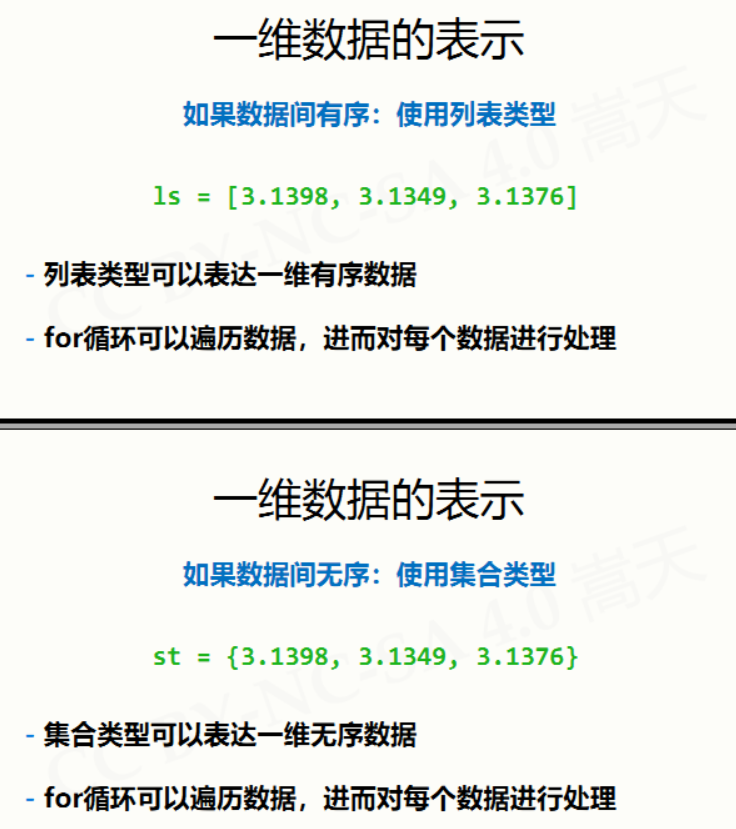 一维数据的表示
如果数据间有序：使用列表类型
ls = [3.1398, 3.1349, 3.1376]
- 列表类型可以表达一维有序数据
- for循环可以遍历数据，进而对每个数据进行处理
CC BY-NC-SA 4.0 嵩天
一维数据的表示
如果数据间无序：使用集合类型
st = {3.1398, 3.1349, 3.1376}
- 集合类型可以表达一维无序数据
- for循环可以遍历数据，进而对每个数据进行处理
CC BY-NC-SA 4.0 嵩天